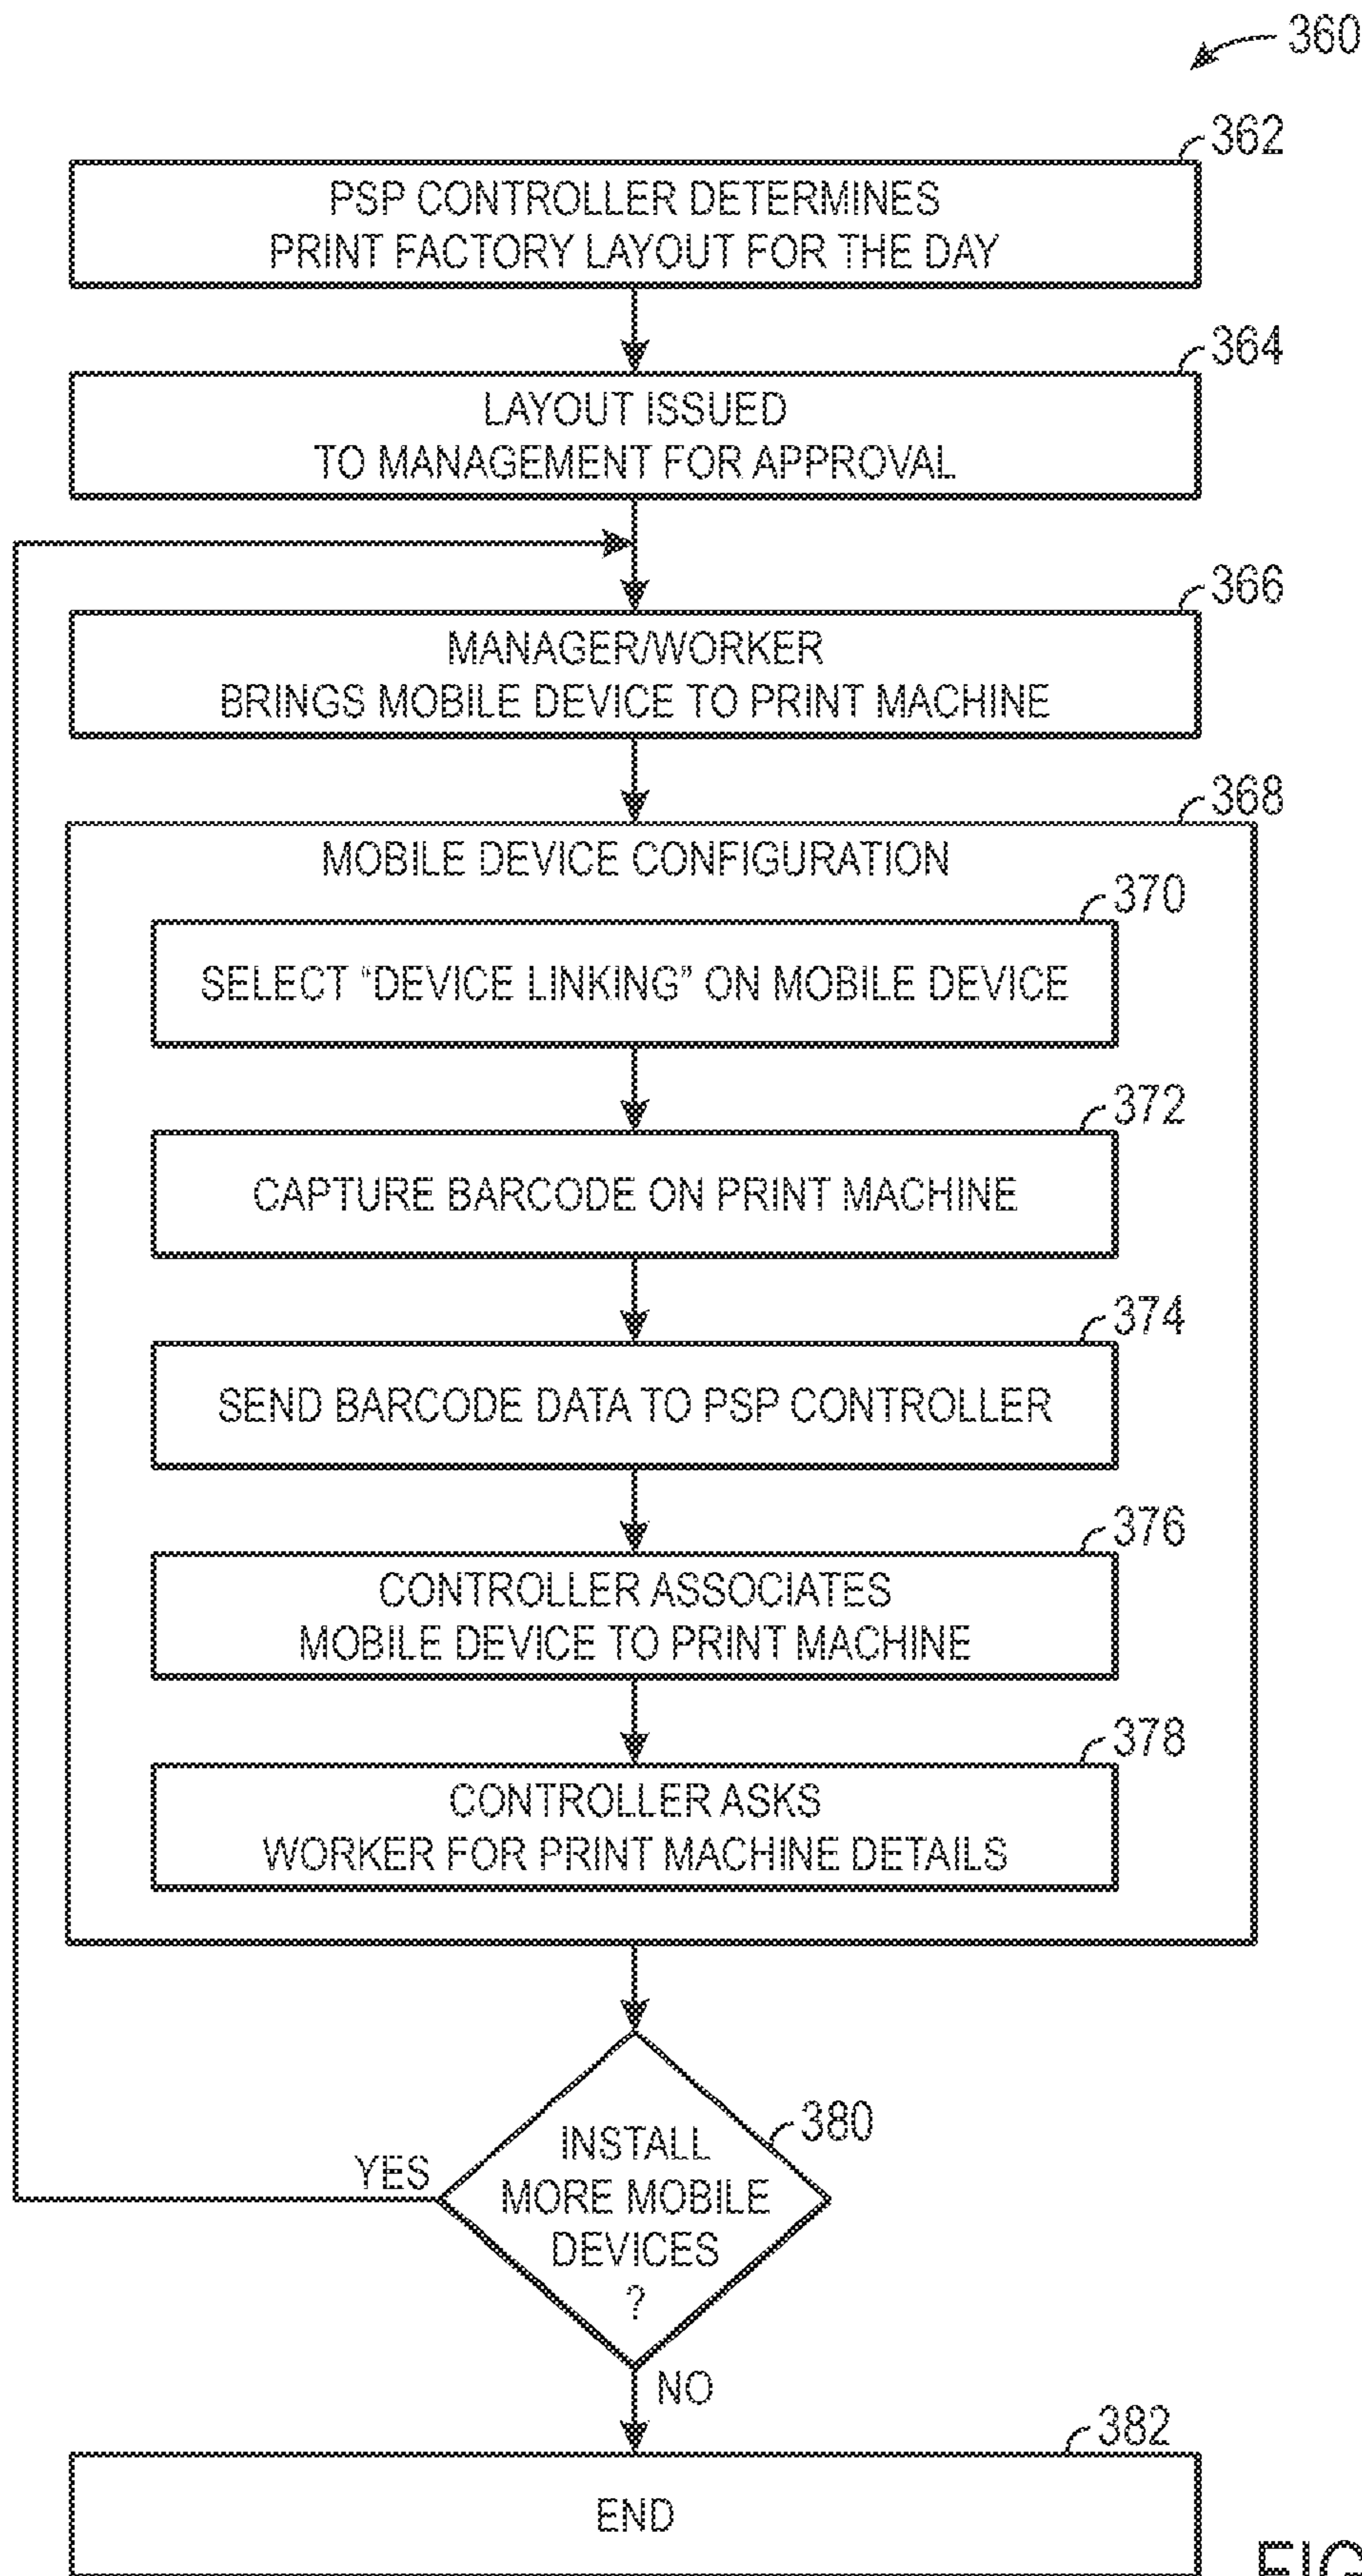 360
362
PSP CONTROLLER DETERMINES
PRINT FACTORY LAYOUT FOR THE DAY
364
LAYOUT ISSUED
TO MANAGEMENT FOR APPROVAL
366
MANAGER/WORKER
BRINGS MOBILE DEVICE TO PRINT MACHINE
368
MOBILE DEVICE CONFIGURATION
370
SELECT “DEVICE LINKING” ON MOBILE DEVICE
372
CAPTURE BARCODE ON PRINT MACHINE
374
SEND BARCODE DATA TO PSP CONTROLLER
376
CONTROLLER ASSOCIATES
MOBILE DEVICE TO PRINT MACHINE
378
CONTROLLER ASKS
WORKER FOR PRINT MACHINE DETAILS
380
INSTALL
MORE MOBILE
DEVICES
?
YES
NO
382
END